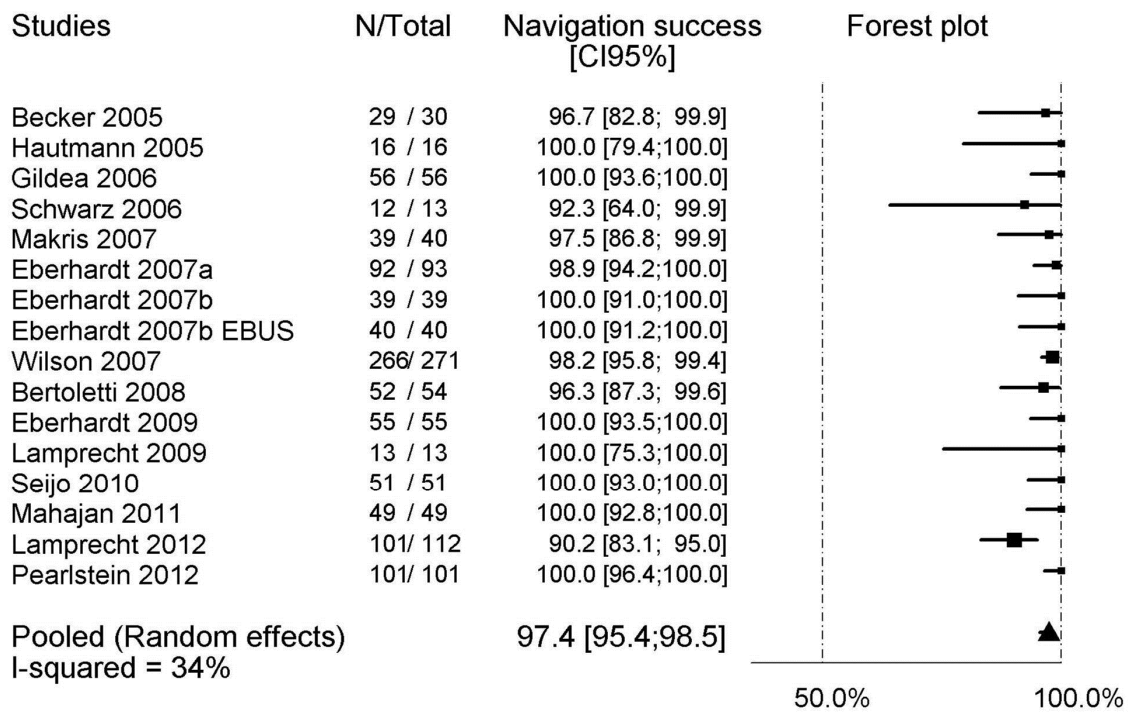 Studies N/Total Navigation success Forest plot
[CI95%]
Becker 2005 29 / 30 96.7 [82.8; 99.9]
Hautmann 2005 16 / 16 100.0 [79.4;100.0]
Gildea 2006 56 / 56 100.0 [93.6;100.0]
Schwarz 2006 12 / 13 92.3 [64.0; 99.9]
Makris 2007 39 / 40 97.5 [86.8; 99.9]
Eberhardt 2007a 92 / 93 98.9 [94.2;100.0]
Eberhardt 2007b 39 / 39 100.0 [91.0;100.0]
Eberhardt 2007b EBUS 40 / 40 100.0 [91.2;100.0]
Wilson 2007 266/ 271 98.2 [95.8; 99.4]
Bertoletti 2008 52 / 54 96.3 [87.3; 99.6]
Eberhardt 2009 55 / 55 100.0 [93.5;100.0]
Lamprecht 2009 13 / 13 100.0 [75.3;100.0]
Seijo 2010 51 / 51 100.0 [93.0;100.0]
Mahajan 2011 49 / 49 100.0 [92.8;100.0]
Lamprecht 2012 101/ 112 90.2 [83.1; 95.0]
Pearlstein 2012 101/ 101 100.0 [96.4;100.0]
Pooled (Random effects) 97.4 [95.4;98.5]
I-squared = 34%
50.0% 100.0%